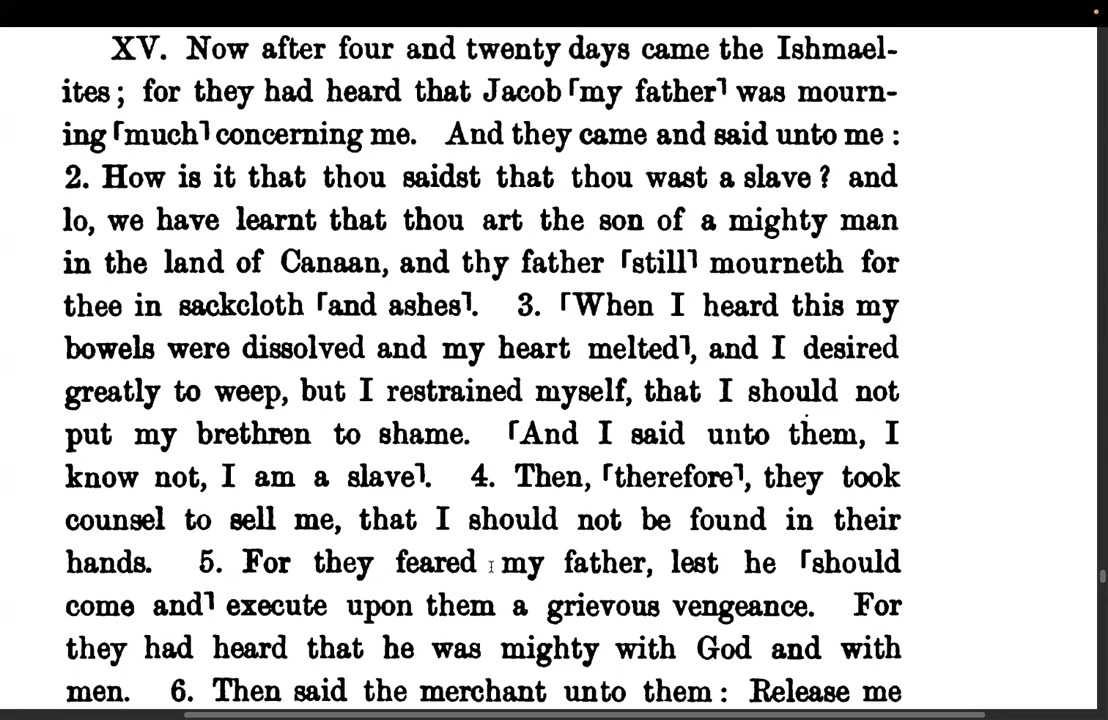 XV. Now after four and twenty days came the Ishmael-
ites; for they had heard that Jacob ⌜my father⌝ was mourn-
ing ⌜much⌝ concerning me. And they came and said unto me:
2. How is it that thou saidst that thou wast a slave? and
lo, we have learnt that thou art the son of a mighty man
in the land of Canaan, and thy father ⌜still⌝ mourneth for
thee in sackcloth ⌜and ashes⌝. 3. ⌜When I heard this my
bowels were dissolved and my heart melted⌝, and I desired
greatly to weep, but I restrained myself, that I should not
put my brethren to shame. ⌜And I said unto them, I
know not, I am a slave⌝. 4. Then, ⌜therefore⌝, they took
counsel to sell me, that I should not be found in their
hands. 5. For they feared my father, lest he ⌜should
come and⌝ execute upon them a grievous vengeance. For
they had heard that he was mighty with God and with
men. 6. Then said the merchant unto them: Release me